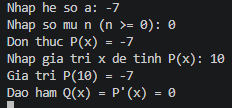 Nhap he so a: -7
Nhap so mu n (n >= 0): 0
Don thuc P(x) = -7
Nhap gia tri x de tinh P(x): 10
Gia tri P(10) = -7
Dao ham Q(x) = P'(x) = 0